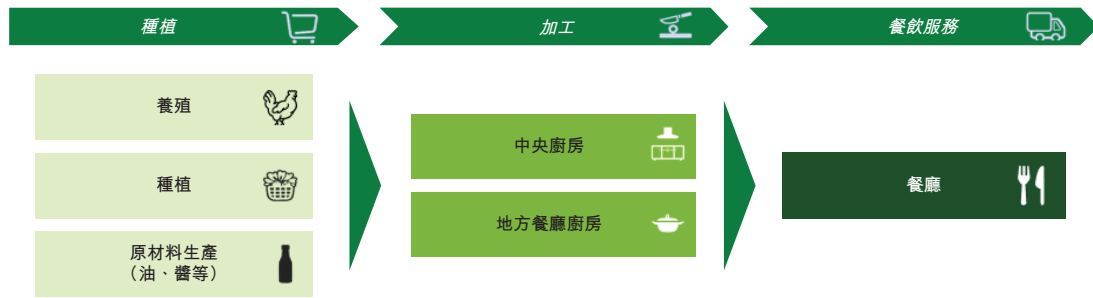 種植
加工
餐飲服務
養殖
種植
原材料生產
（油、醬等）
中央廚房
地方餐廳廚房
餐廳